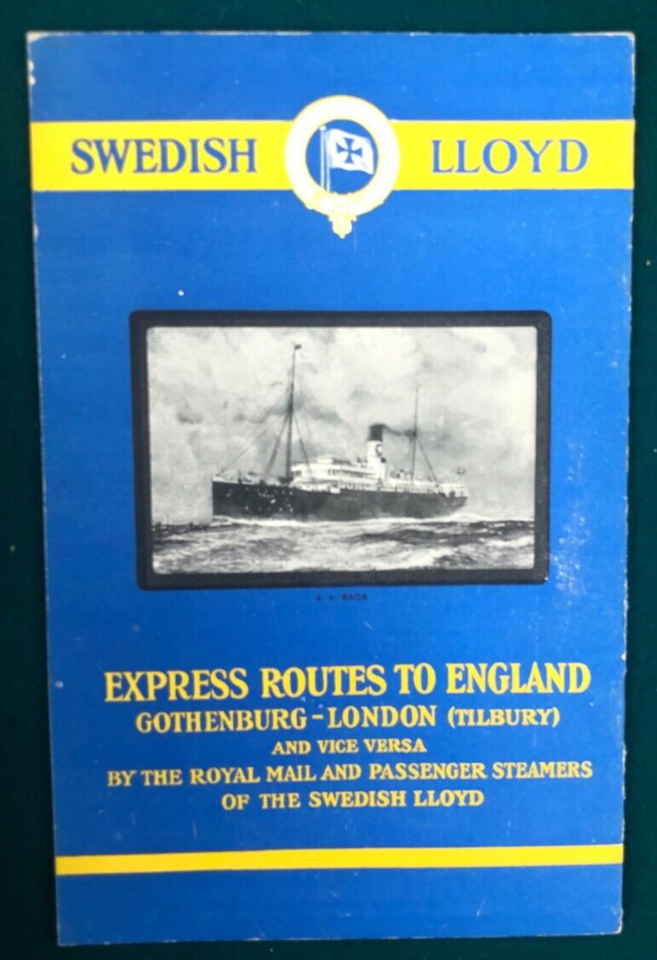 SWEDISH LLOYD
S. S. SAGA
EXPRESS ROUTES TO ENGLAND
GOTHENBURG-LONDON (TILBURY)
AND VICE VERSA
BY THE ROYAL MAIL AND PASSENGER STEAMERS
OF THE SWEDISH LLOYD